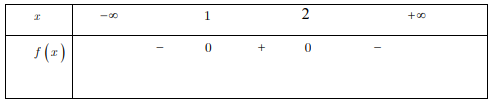 x −∞ 1 2 +∞
f(x) − 0 + 0 −